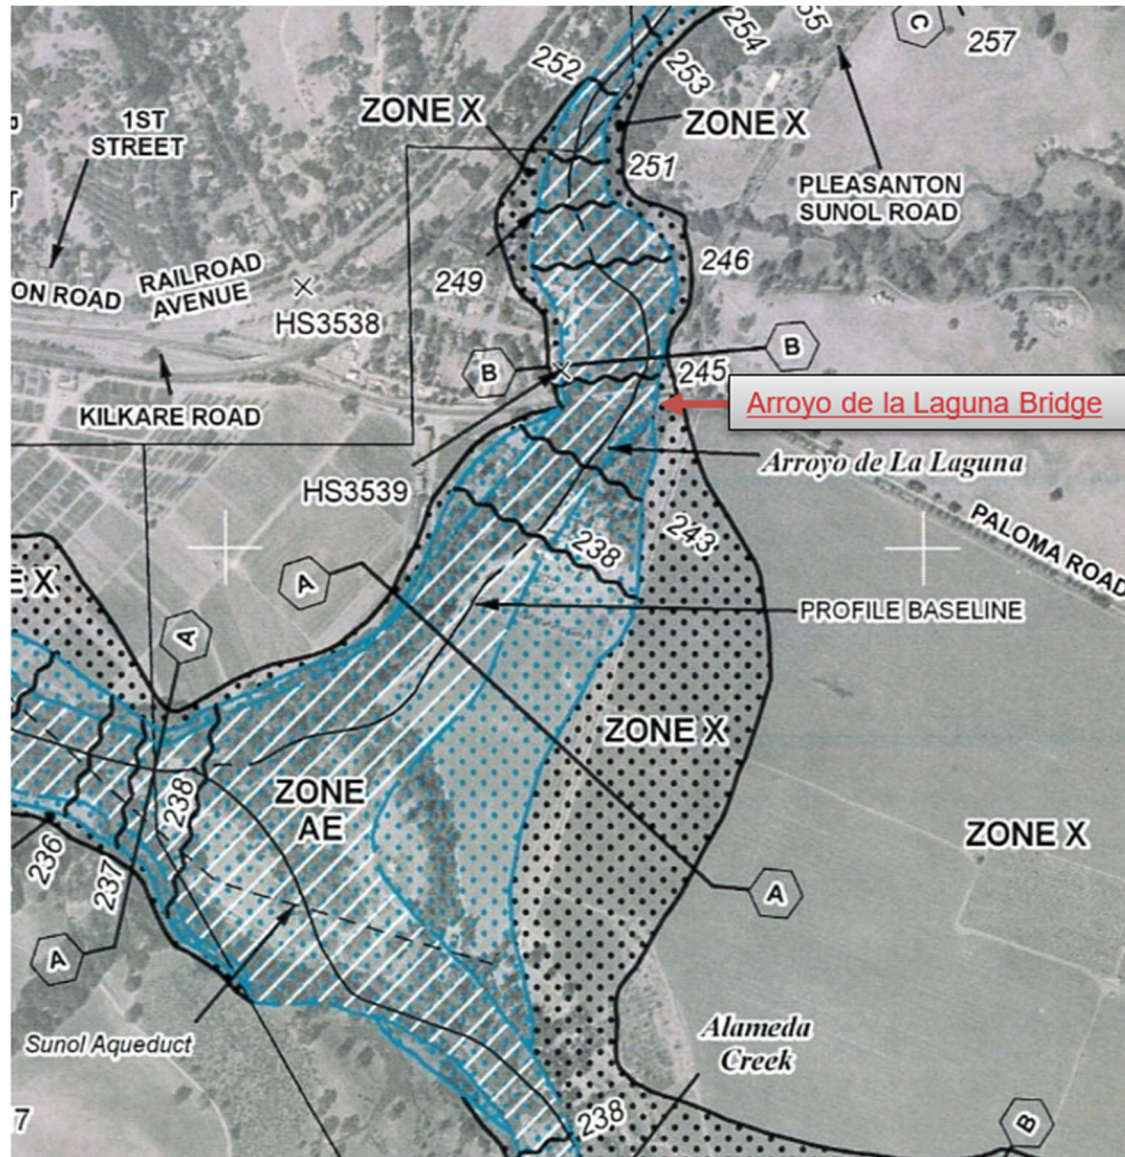 252
254
55
C
257
253
ZONE X
ZONE X
1ST
STREET
251
PLEASANTON
SUNOL ROAD
246
249
ON ROAD
RAILROAD
AVENUE
HS3538
B
B
245
KILKARE ROAD
Arroyo de la Laguna Bridge
Arroyo de La Laguna
HS3539
PALOMA ROAD
243
238
E X
A
A
PROFILE BASELINE
ZONE X
ZONE
AE
238
ZONE X
236
237
A
A
Sunol Aqueduct
Alameda
Creek
7
238
B